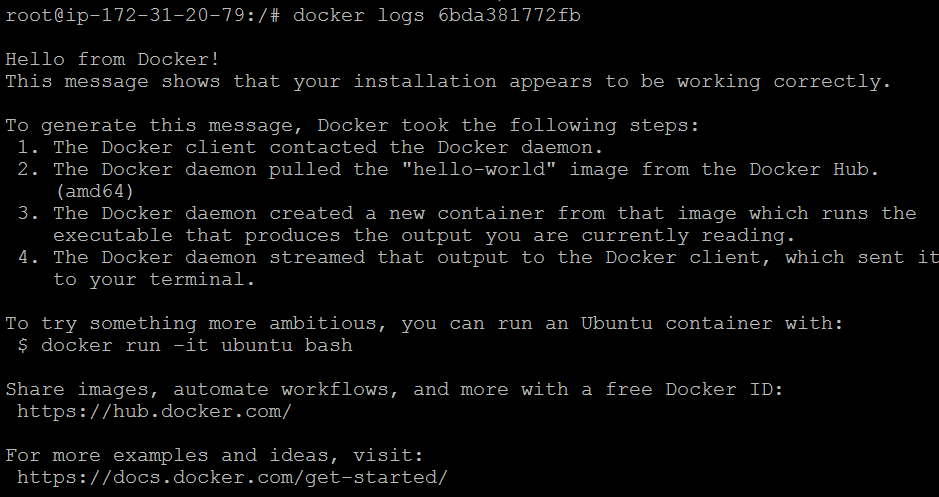 root@ip-172-31-20-79:/# docker logs 6bda381772fb
Hello from Docker!
This message shows that your installation appears to be working correctly.
To generate this message, Docker took the following steps:
1. The Docker client contacted the Docker daemon.
2. The Docker daemon pulled the "hello-world" image from the Docker Hub.
(amd64)
3. The Docker daemon created a new container from that image which runs the
executable that produces the output you are currently reading.
4. The Docker daemon streamed that output to the Docker client, which sent it
to your terminal.
To try something more ambitious, you can run an Ubuntu container with:
$ docker run -it ubuntu bash
Share images, automate workflows, and more with a free Docker ID:
https://hub.docker.com/
For more examples and ideas, visit:
https://docs.docker.com/get-started/